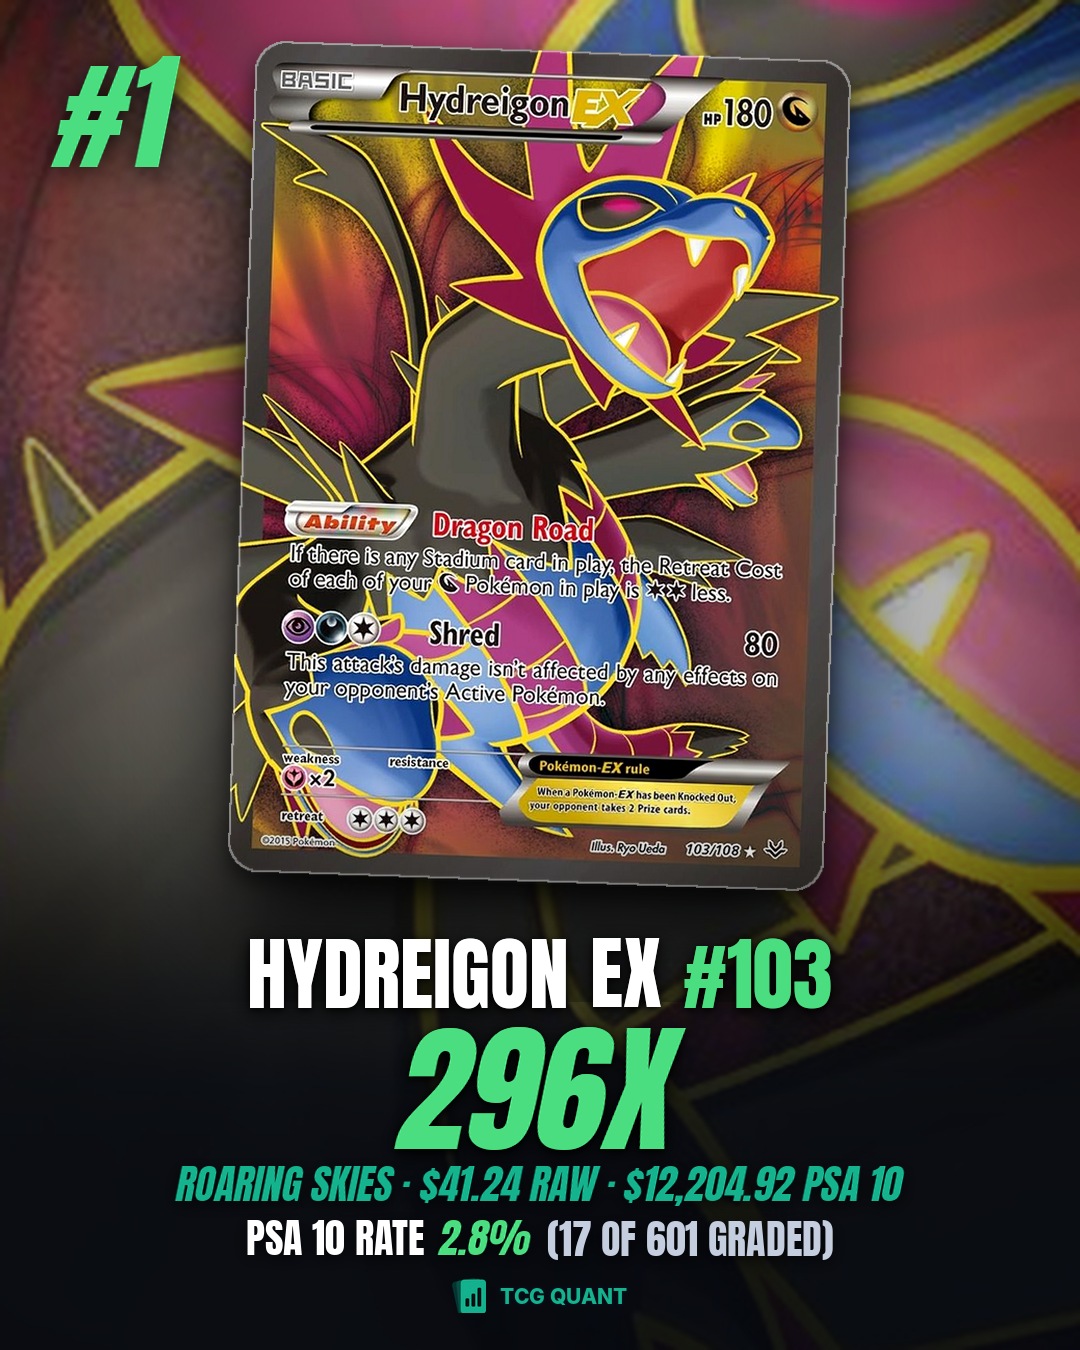 #1
BASIC
Hydreigon EX
HP 180
Ability Dragon Road
If there is any Stadium card in play, the Retreat Cost
of each of your Pokémon in play is ✱✱ less.
Shred 80
This attack's damage isn't affected by any effects on
your opponent's Active Pokémon.
weakness resistance
×2
retreat
Pokémon-EX rule
When a Pokémon-EX has been Knocked Out,
your opponent takes 2 Prize cards.
©2015 Pokémon
Illus. Ryo Ueda 103/108 ★
HYDREIGON EX #103
296X
ROARING SKIES · $41.24 RAW · $12,204.92 PSA 10
PSA 10 RATE 2.8% (17 OF 601 GRADED)
TCG QUANT